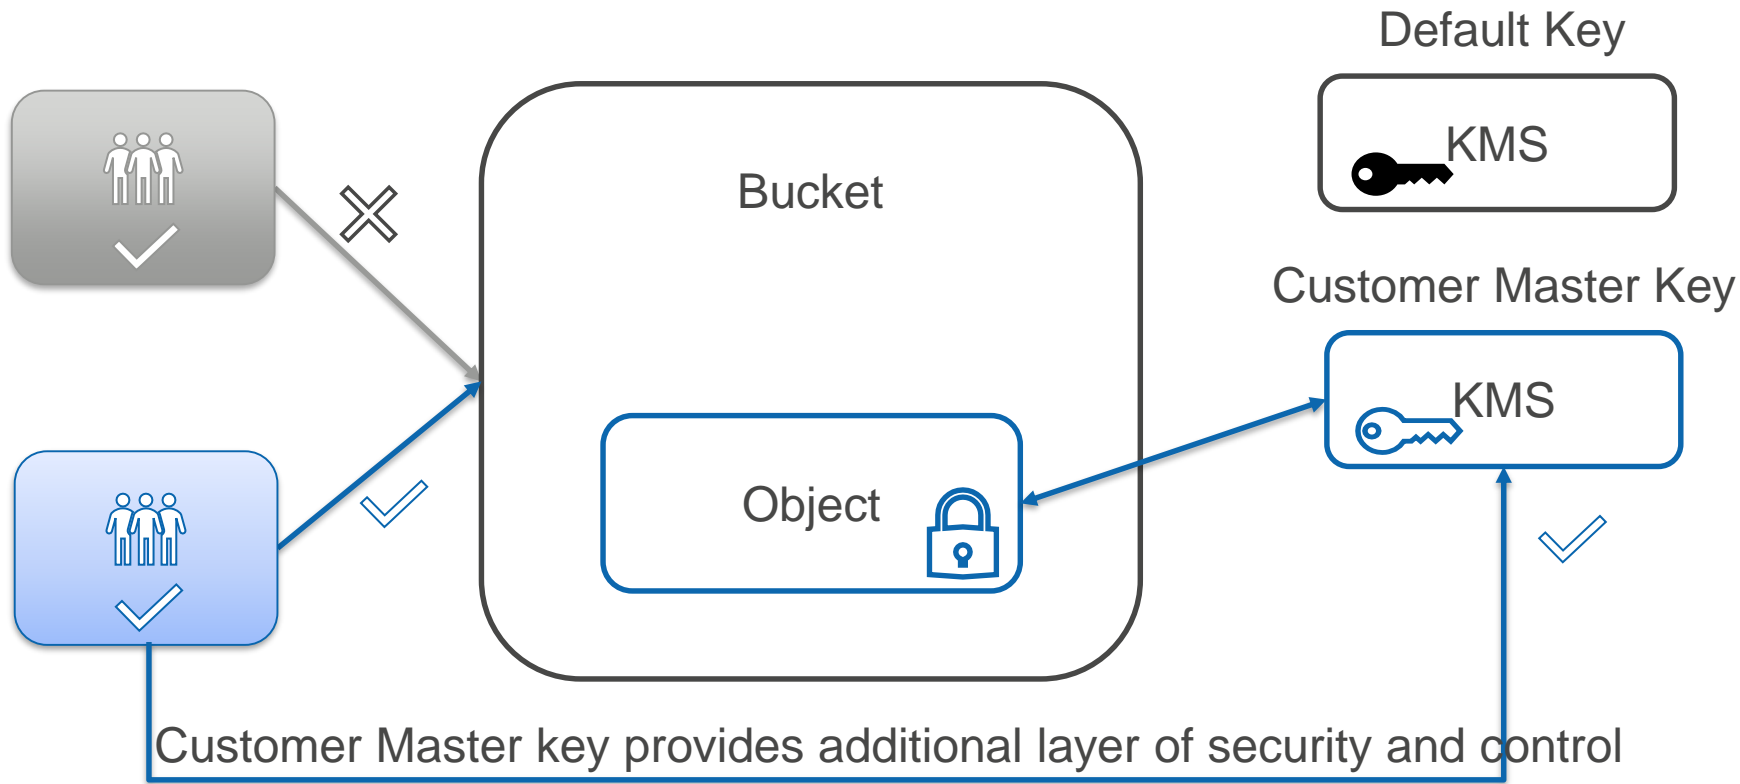 Default Key
KMS
Bucket
Customer Master Key
KMS
Object
Customer Master key provides additional layer of security and control